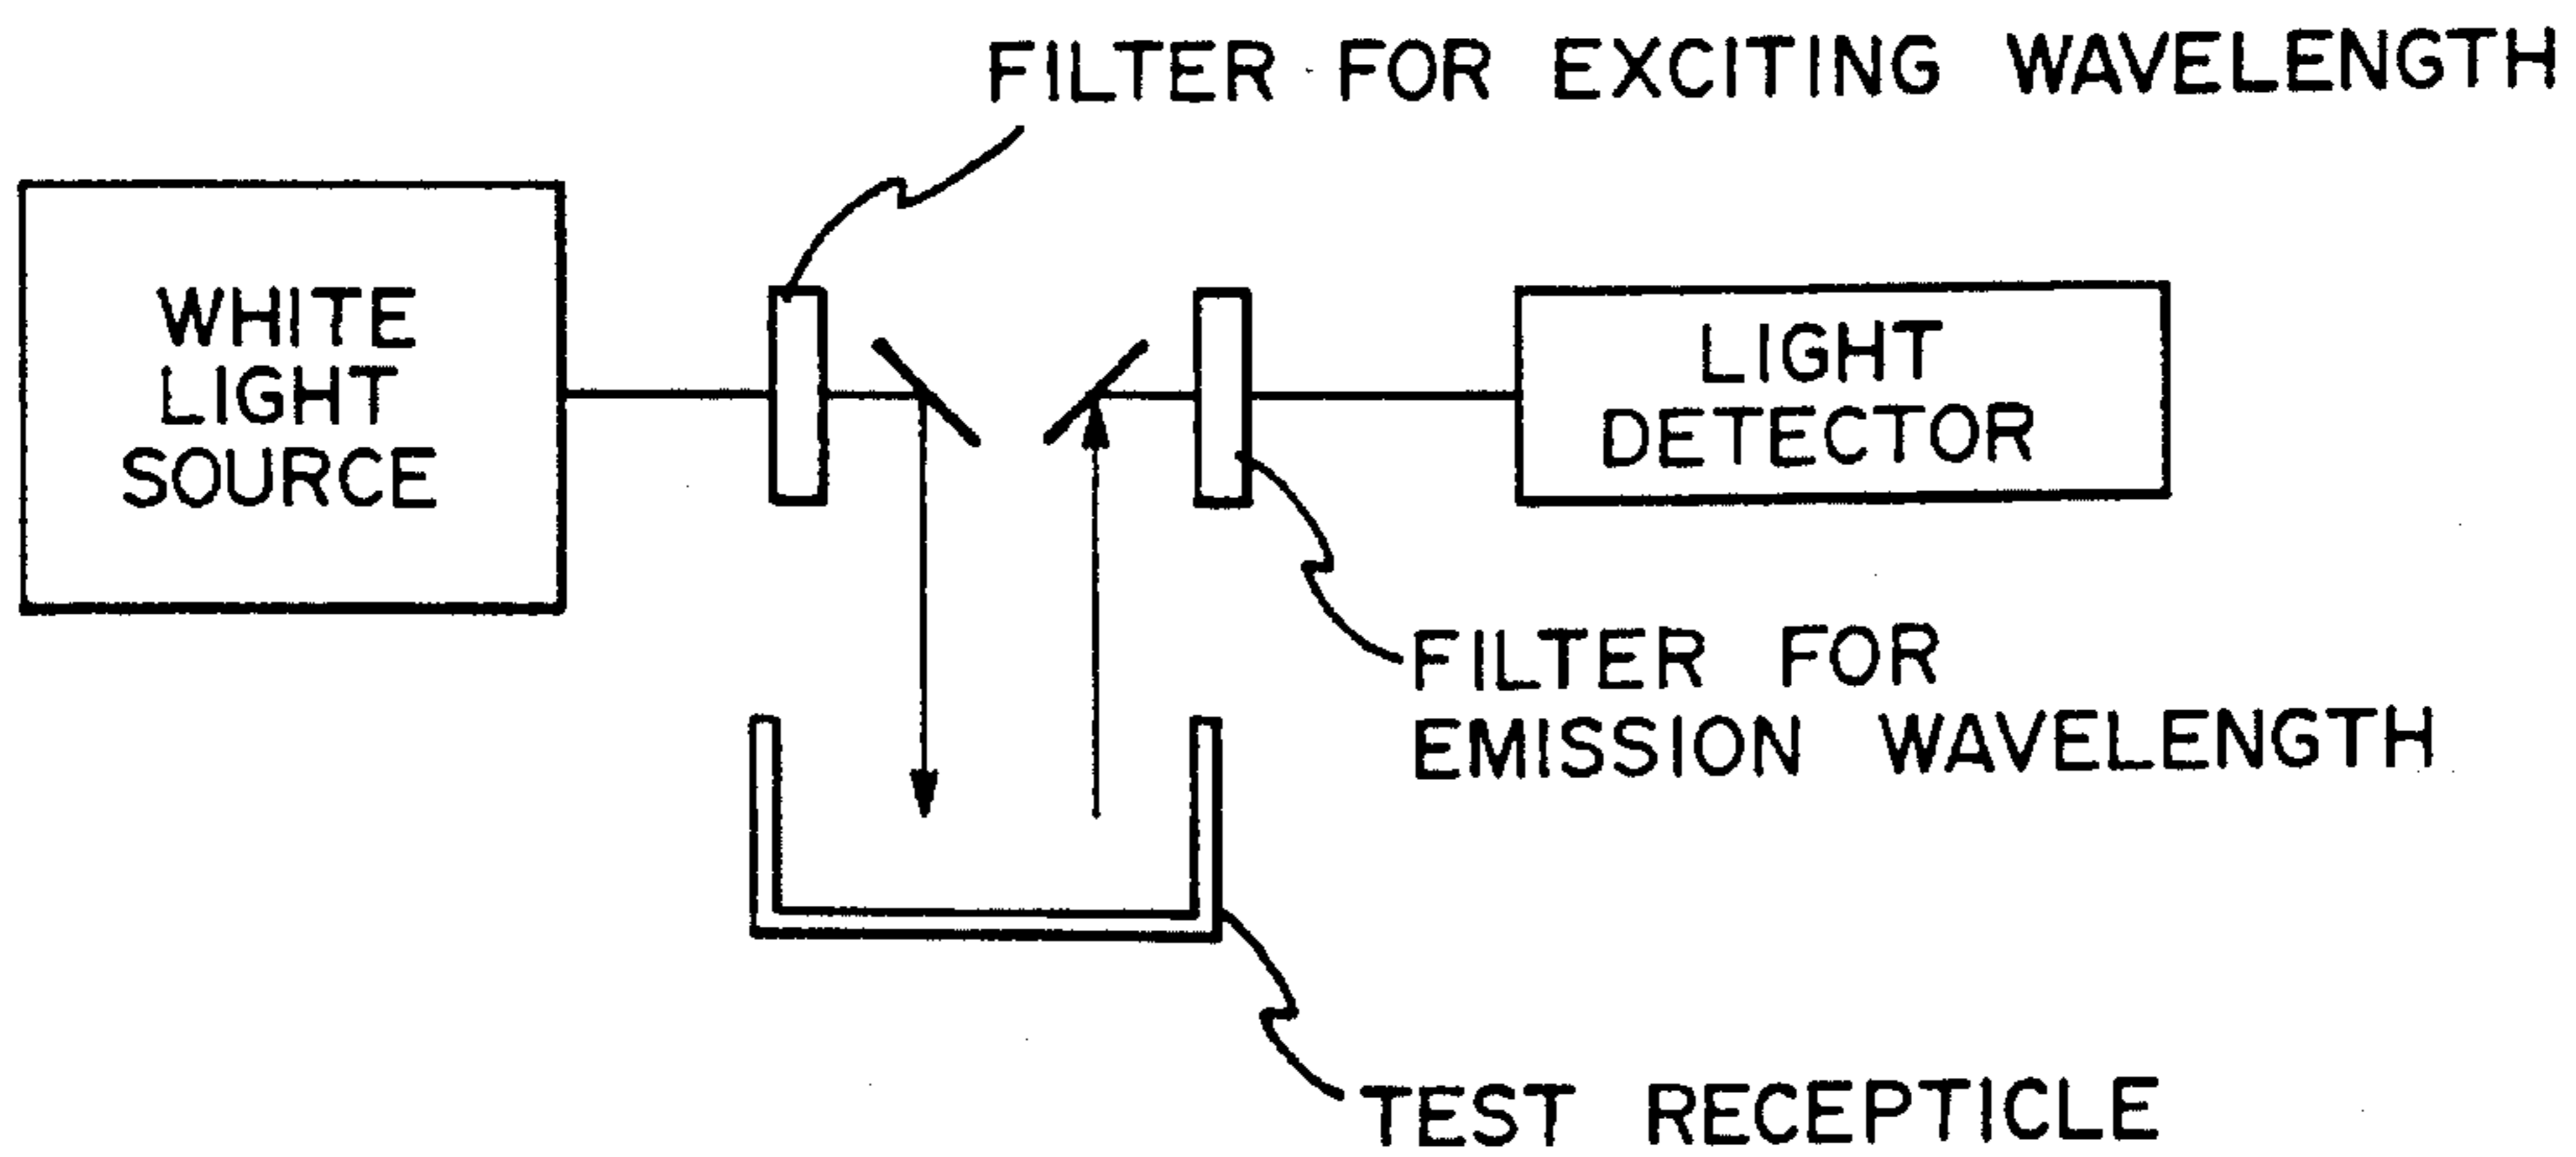 FILTER FOR EXCITING WAVELENGTH
WHITE
LIGHT
SOURCE
LIGHT
DETECTOR
FILTER FOR
EMISSION WAVELENGTH
TEST RECEPTICLE